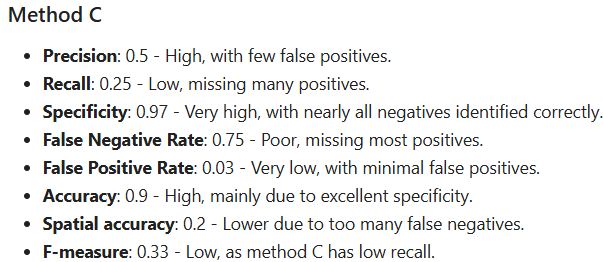 Method C
• Precision: 0.5 - High, with few false positives.
• Recall: 0.25 - Low, missing many positives.
• Specificity: 0.97 - Very high, with nearly all negatives identified correctly.
• False Negative Rate: 0.75 - Poor, missing most positives.
• False Positive Rate: 0.03 - Very low, with minimal false positives.
• Accuracy: 0.9 - High, mainly due to excellent specificity.
• Spatial accuracy: 0.2 - Lower due to too many false negatives.
• F-measure: 0.33 - Low, as method C has low recall.